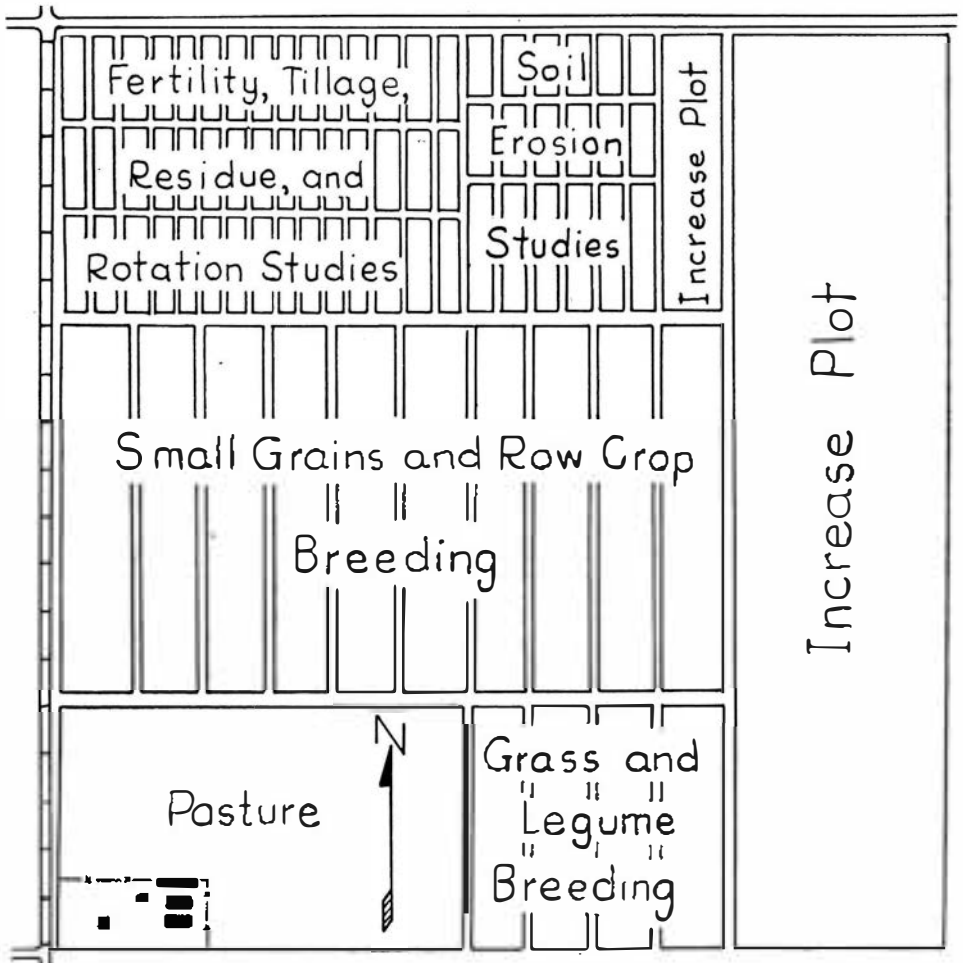 Fertility, Tillage,
Residue, and
Rotation Studies
Soil
Erosion
Studies
Increase Plot
Increase Plot
Small Grains and Row Crop
Breeding
Pasture
N
Grass and
Legume
Breeding